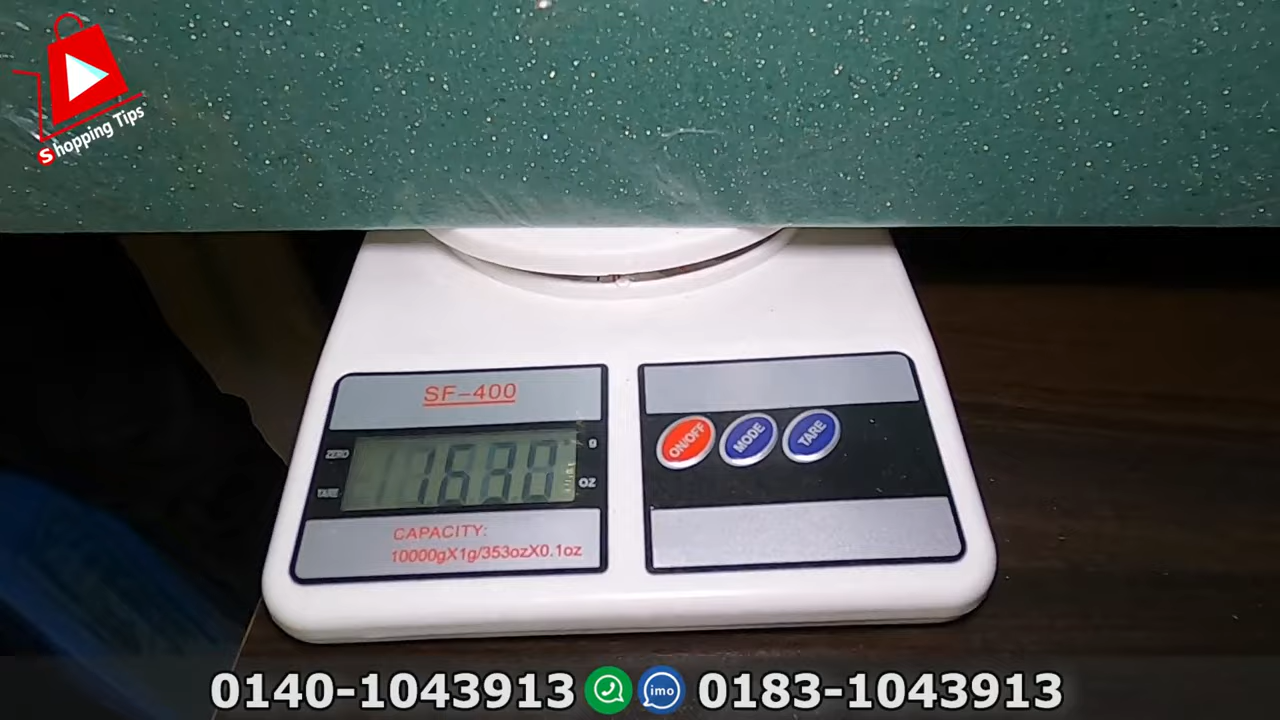 Shopping Tips
SF-400
ZERO
TARE
g
oz
CAPACITY:
10000gX1g/353ozX0.1oz
ON/OFF
MODE
TARE
0140-1043913
imo
0183-1043913